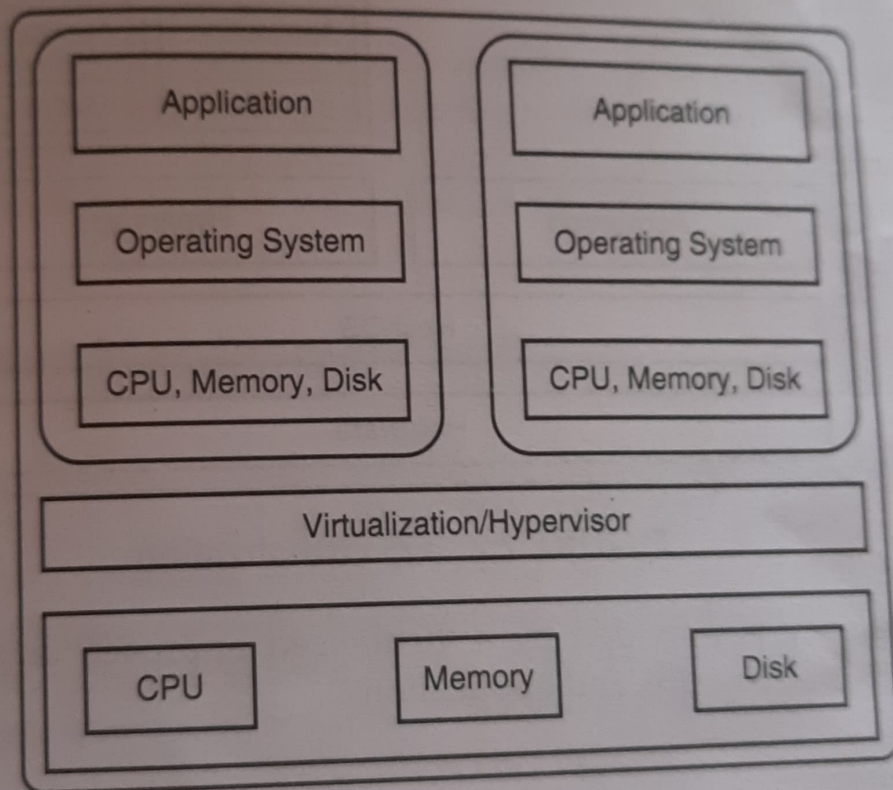 Application
Application
Operating System
Operating System
CPU, Memory, Disk
CPU, Memory, Disk
Virtualization/Hypervisor
CPU
Memory
Disk